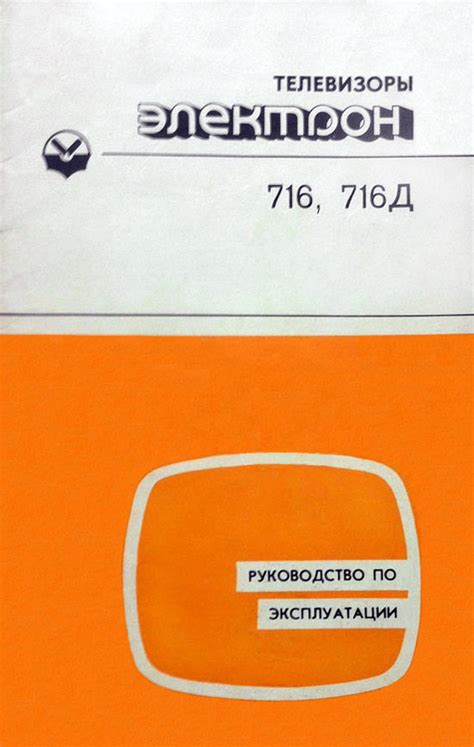 ТЕЛЕВИЗОРЫ
электрон
716, 716Д
РУКОВОДСТВО ПО
ЭКСПЛУАТАЦИИ